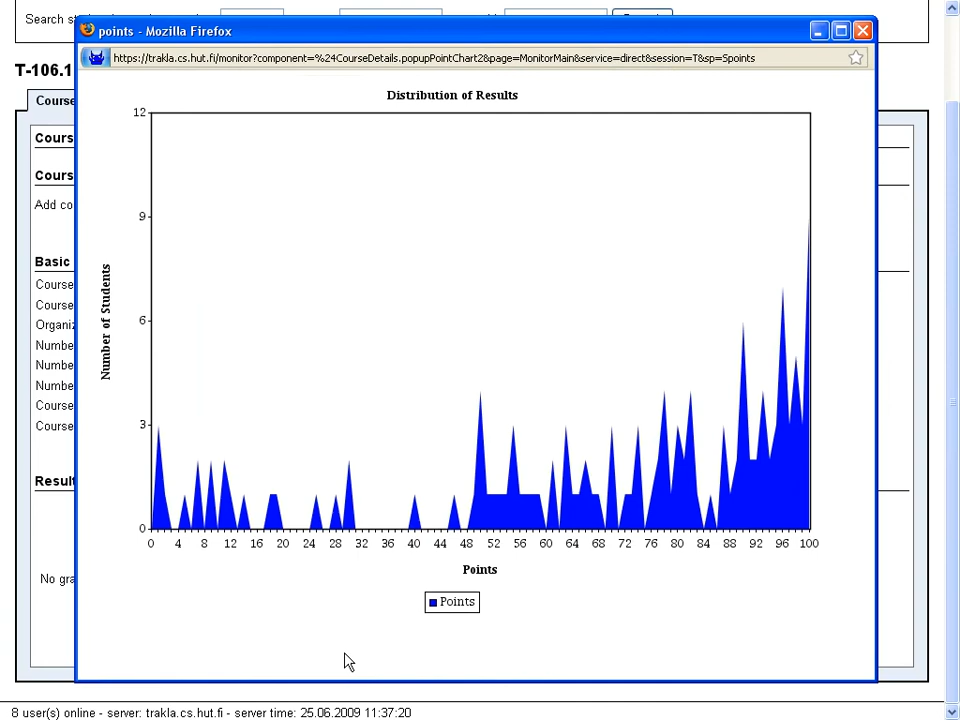 Search st
points - Mozilla Firefox
https://trakla.cs.hut.fi/monitor?component=%24CourseDetails.popupPointChart2&page=MonitorMain&service=direct&session=T&sp=Spoints
T-106.1
Course
Cours
Cours
Add co
Basic
Course
Course
Organiz
Numbe
Numbe
Numbe
Course
Course
Result
No gra
Distribution of Results
12
9
6
3
0
Number of Students
0 4 8 12 16 20 24 28 32 36 40 44 48 52 56 60 64 68 72 76 80 84 88 92 96 100
Points
Points
8 user(s) online - server: trakla.cs.hut.fi - server time: 25.06.2009 11:37:20